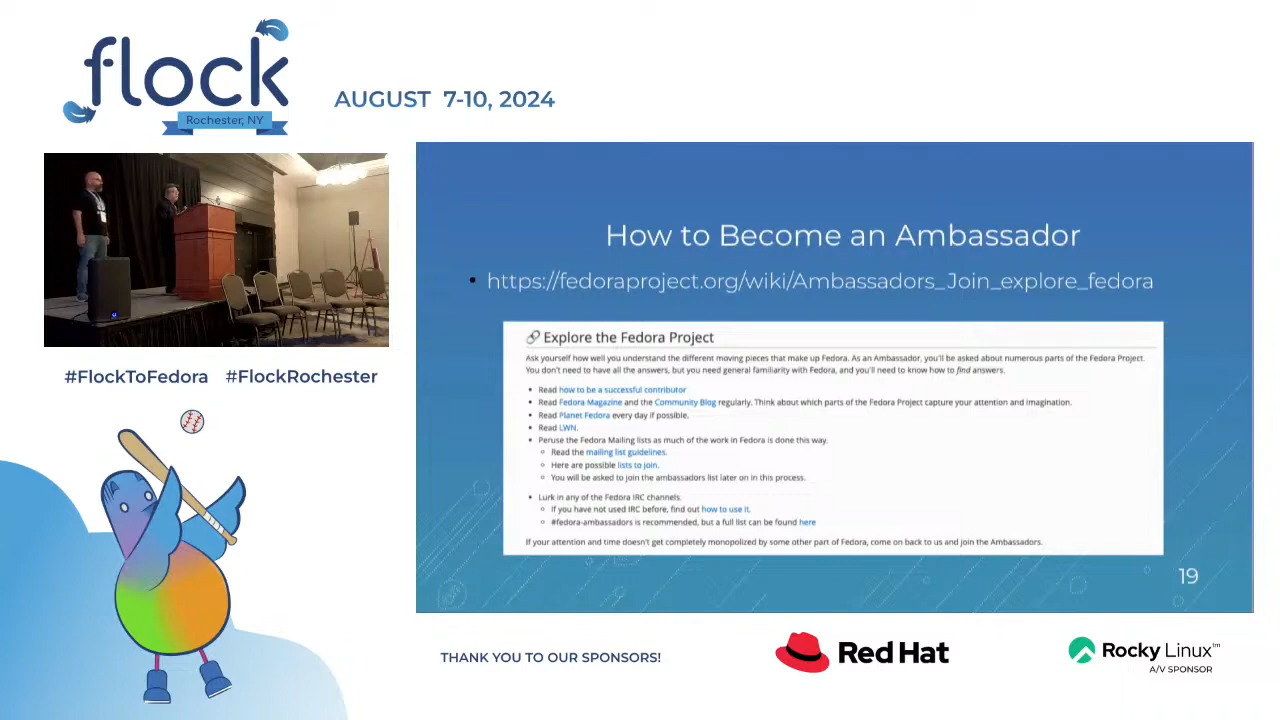 flock
Rochester, NY
AUGUST 7-10, 2024
#FlockToFedora #FlockRochester
How to Become an Ambassador
• https://fedoraproject.org/wiki/Ambassadors_Join_explore_fedora
Explore the Fedora Project
Ask yourself how well you understand the different moving pieces that make up Fedora. As an Ambassador, you'll be asked about numerous parts of the Fedora Project.
You don't need to have all the answers, but you need general familiarity with Fedora, and you'll need to know how to find answers.
• Read how to be a successful contributor
• Read Fedora Magazine and the Community Blog regularly. Think about which parts of the Fedora Project capture your attention and imagination.
• Read Planet Fedora every day if possible.
• Read LWN.
• Peruse the Fedora Mailing lists as much of the work in Fedora is done this way.
◦ Read the mailing list guidelines.
◦ Here are possible lists to join.
◦ You will be asked to join the ambassadors list later on in this process.
• Lurk in any of the Fedora IRC channels.
◦ If you have not used IRC before, find out how to use it.
◦ #fedora-ambassadors is recommended, but a full list can be found here
If your attention and time doesn't get completely monopolized by some other part of Fedora, come on back to us and join the Ambassadors.
19
THANK YOU TO OUR SPONSORS!
Red Hat
Rocky Linux™
A/V SPONSOR